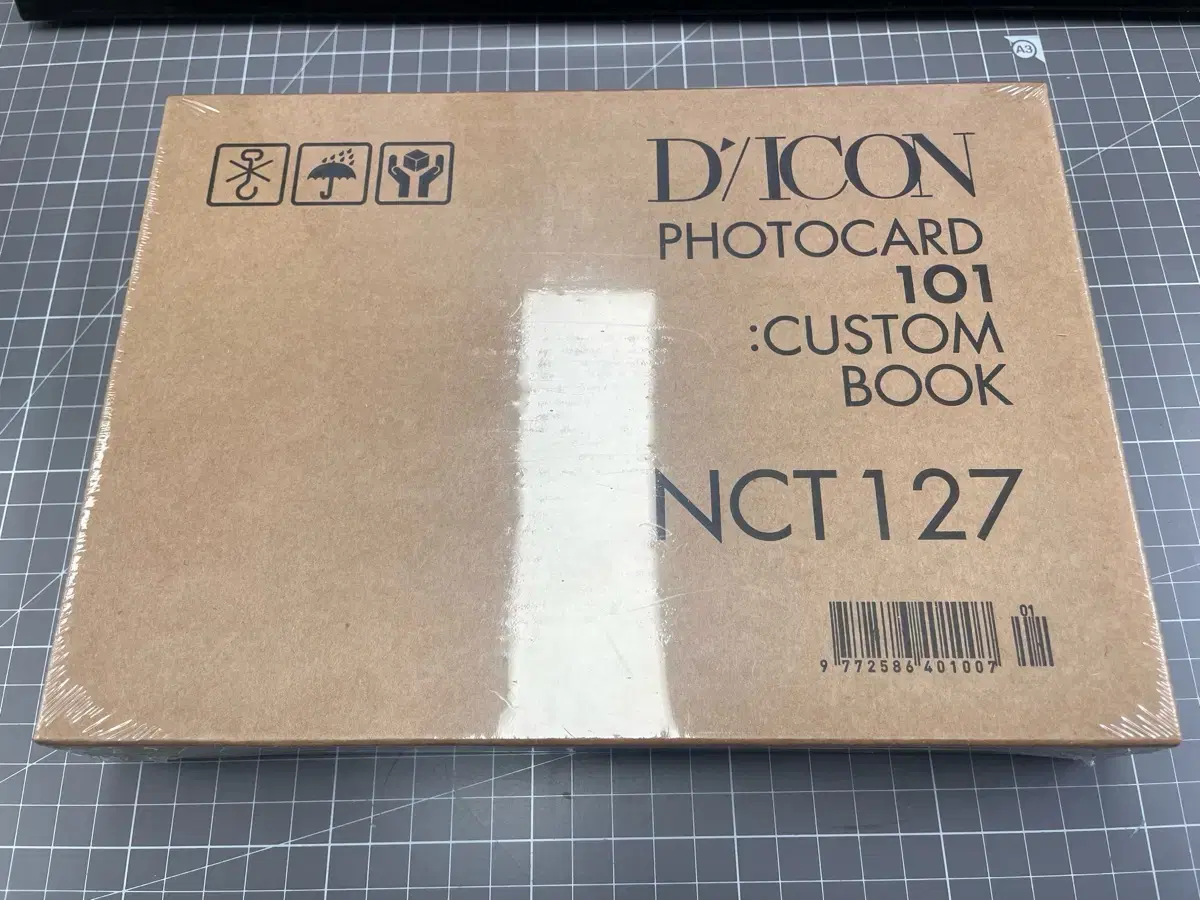 A3
D'/ICON
PHOTOCARD
101
:CUSTOM
BOOK
NCT 127
01
9 772586 401007